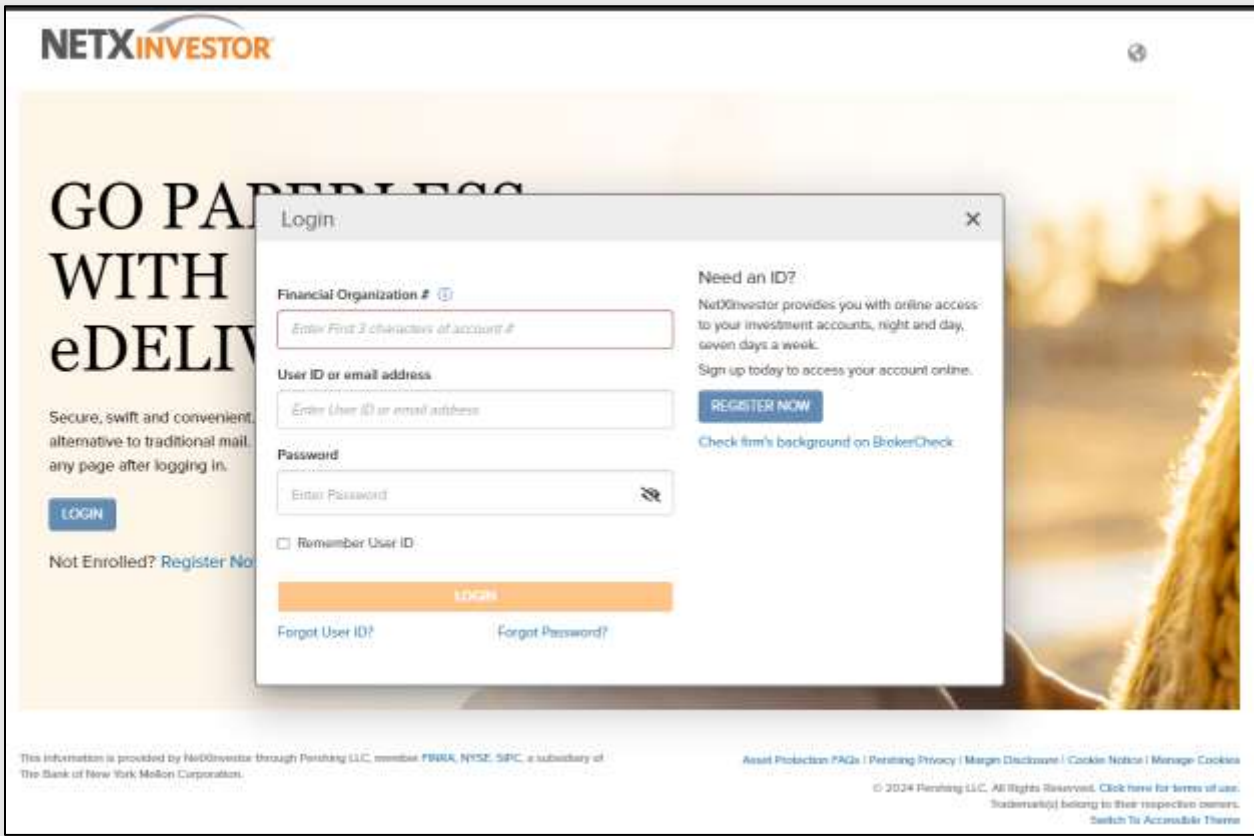 NETXINVESTOR
GO PAPERLESS
WITH
eDELIV
Secure, swift and convenient,
alternative to traditional mail.
any page after logging in.
LOGIN
Not Enrolled? Register No
Login
Financial Organization #
Enter First 3 characters of account #
User ID or email address
Enter User ID or email address
Password
Enter Password
Remember User ID
LOGIN
Forgot User ID? Forgot Password?
Need an ID?
NetXInvestor provides you with online access
to your investment accounts, night and day,
seven days a week.
Sign up today to access your account online.
REGISTER NOW
Check firm's background on BrokerCheck
This information is provided by NetXInvestor through Pershing LLC, member FINRA, NYSE, SIPC, a subsidiary of
The Bank of New York Mellon Corporation.
Asset Protection FAQs | Pershing Privacy | Margin Disclosure | Cookie Notice | Manage Cookies
© 2024 Pershing LLC. All Rights Reserved. Click here for terms of use.
Trademark(s) belong to their respective owners.
Switch To Accessible Theme